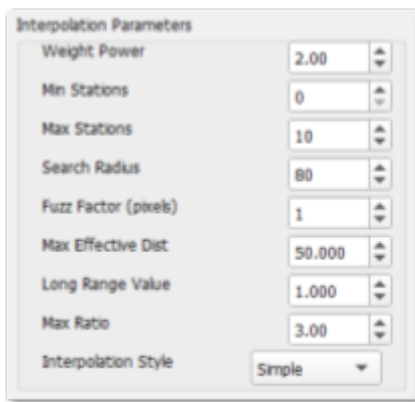 Interpolation Parameters
Weight Power 2.00
Min Stations 0
Max Stations 10
Search Radius 80
Fuzz Factor (pixels) 1
Max Effective Dist 50.000
Long Range Value 1.000
Max Ratio 3.00
Interpolation Style Simple